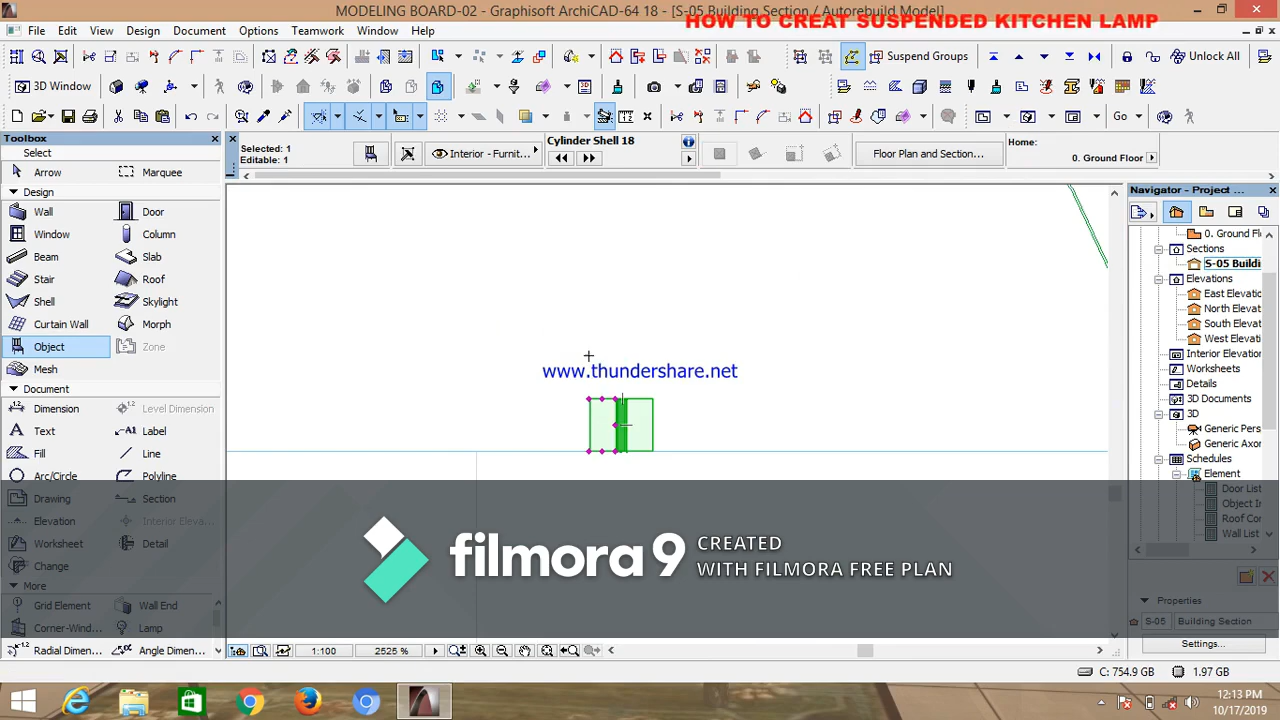 MODELING BOARD-02 - Graphisoft ArchiCAD-64 18 - [S-05 Building Section / Autorebuild Model]
HOW TO CREAT SUSPENDED KITCHEN LAMP
File Edit View Design Document Options Teamwork Window Help
Suspend Groups
Unlock All
3D Window
Go
Toolbox
Select
Arrow Marquee
Design
Wall Door
Window Column
Beam Slab
Stair Roof
Shell Skylight
Curtain Wall Morph
Object Zone
Mesh
Document
Dimension Level Dimension
Text Label
Fill Line
Arc/Circle Polyline
Drawing Section
Elevation Interior Eleva...
Worksheet Detail
Change
More
Grid Element Wall End
Corner-Wind... Lamp
Radial Dimen... Angle Dimen...
Selected: 1
Editable: 1
Interior - Furnit...
Cylinder Shell 18
Floor Plan and Section...
Home:
0. Ground Floor
www.thundershare.net
filmora 9
CREATED
WITH FILMORA FREE PLAN
1:100
2525 %
Navigator - Project ...
0. Ground Fl
Sections
S-05 Buildi
Elevations
East Elevatio
North Elevat
South Elevat
West Elevati
Interior Elevatio
Worksheets
Details
3D Documents
3D
Generic Pers
Generic Axor
Schedules
Element
Door List
Object In
Roof Cor
Wall List
Properties
S-05 Building Section
Settings...
C: 754.9 GB
1.97 GB
12:13 PM
10/17/2019